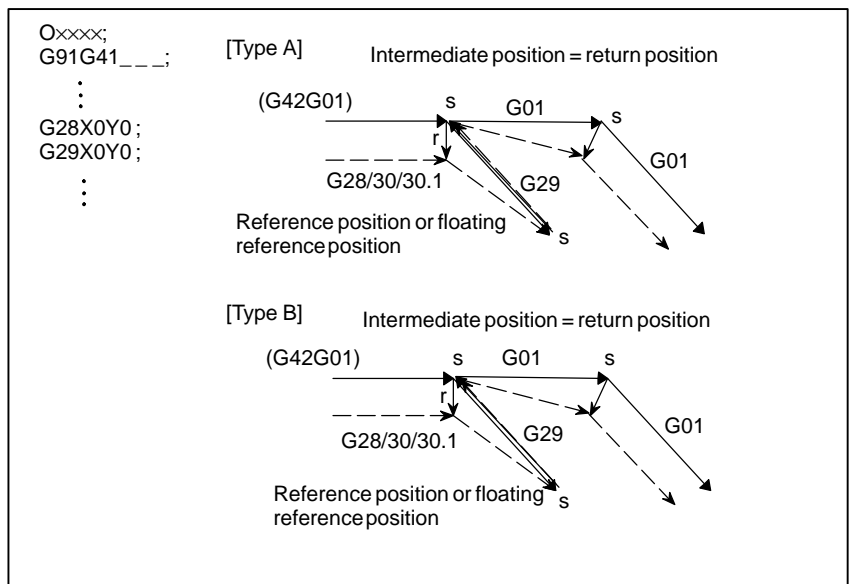 O××××;
G91G41_ _ _;
G28X0Y0 ;
G29X0Y0 ;
[Type A]
Intermediate position = return position
(G42G01)
s
G01
s
r
G01
G28/30/30.1
G29
Reference position or floating
reference position
s
[Type B]
Intermediate position = return position
(G42G01)
s
G01
s
r
G01
G28/30/30.1
G29
Reference position or floating
reference position
s